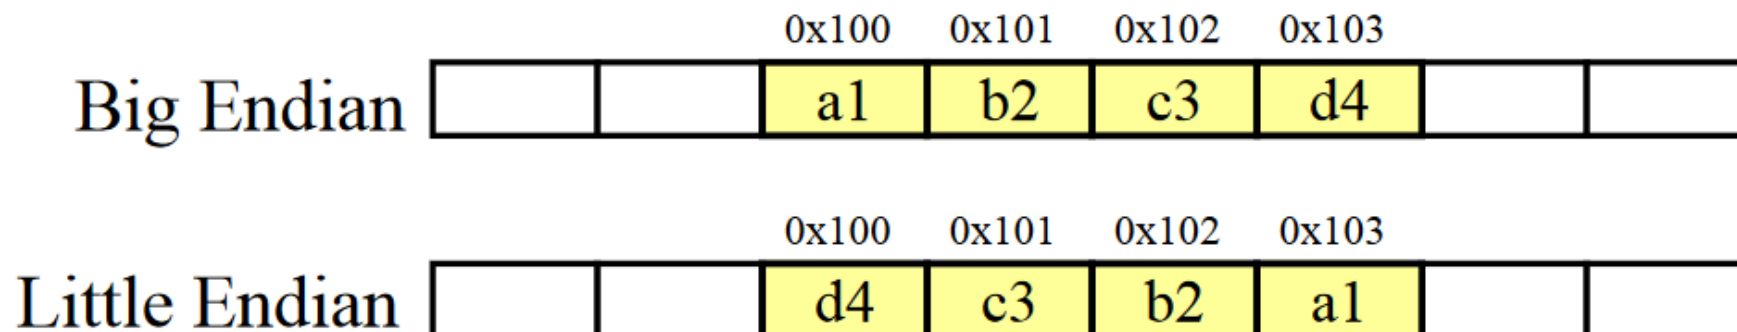 0x100 0x101 0x102 0x103
Big Endian a1 b2 c3 d4
0x100 0x101 0x102 0x103
Little Endian d4 c3 b2 a1